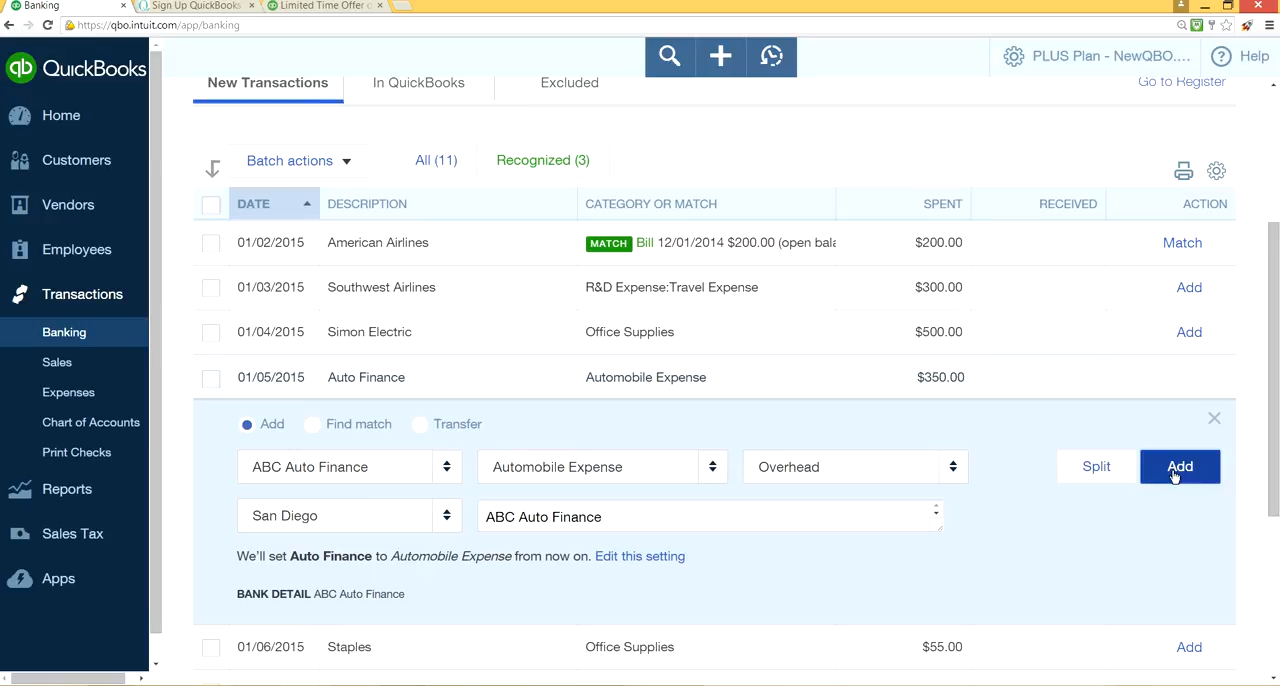 Banking
Sign Up QuickBooks
Limited Time Offer o
https://qbo.intuit.com/app/banking
qb QuickBooks
PLUS Plan - NewQBO....
Help
Home
Customers
Vendors
Employees
Transactions
Banking
Sales
Expenses
Chart of Accounts
Print Checks
Reports
Sales Tax
Apps
New Transactions In QuickBooks Excluded Go to Register
Batch actions All (11) Recognized (3)
DATE DESCRIPTION CATEGORY OR MATCH SPENT RECEIVED ACTION
01/02/2015 American Airlines MATCH Bill 12/01/2014 $200.00 (open bala $200.00 Match
01/03/2015 Southwest Airlines R&D Expense:Travel Expense $300.00 Add
01/04/2015 Simon Electric Office Supplies $500.00 Add
01/05/2015 Auto Finance Automobile Expense $350.00
Add Find match Transfer
ABC Auto Finance Automobile Expense Overhead Split Add
San Diego ABC Auto Finance
We'll set Auto Finance to Automobile Expense from now on. Edit this setting
BANK DETAIL ABC Auto Finance
01/06/2015 Staples Office Supplies $55.00 Add